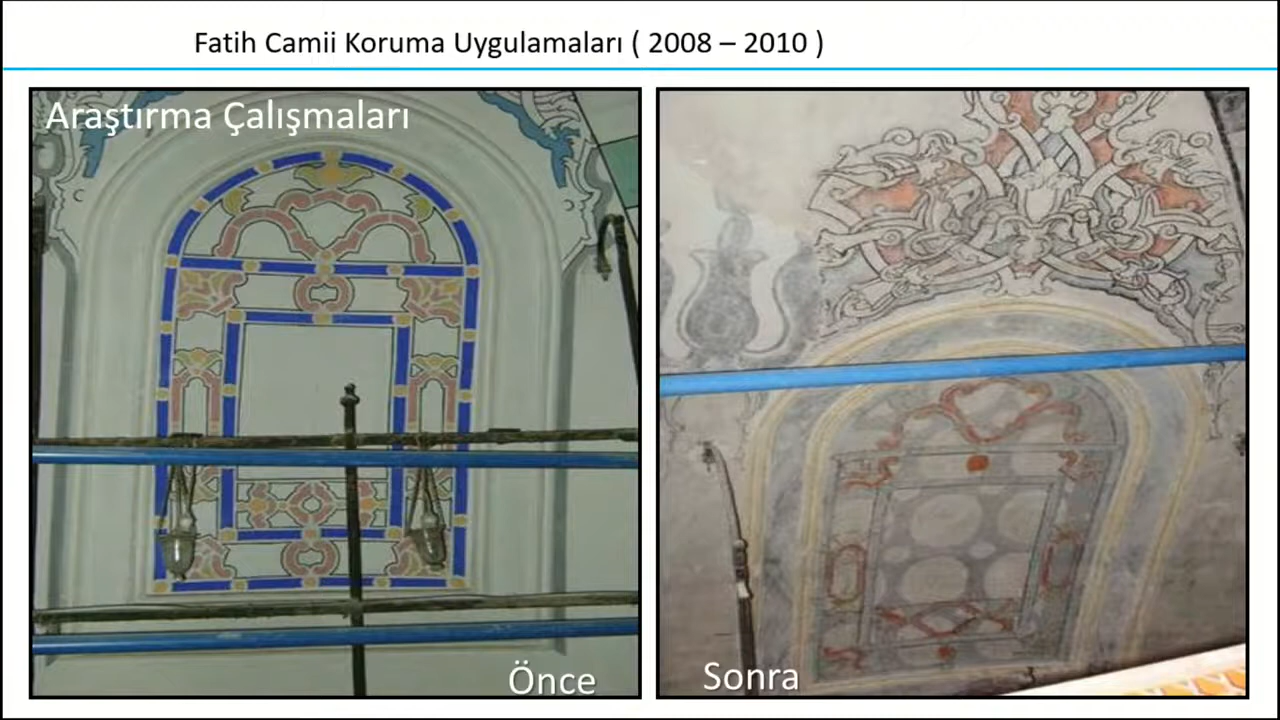 Fatih Camii Koruma Uygulamaları ( 2008 – 2010 )
Araştırma Çalışmaları
Önce
Sonra